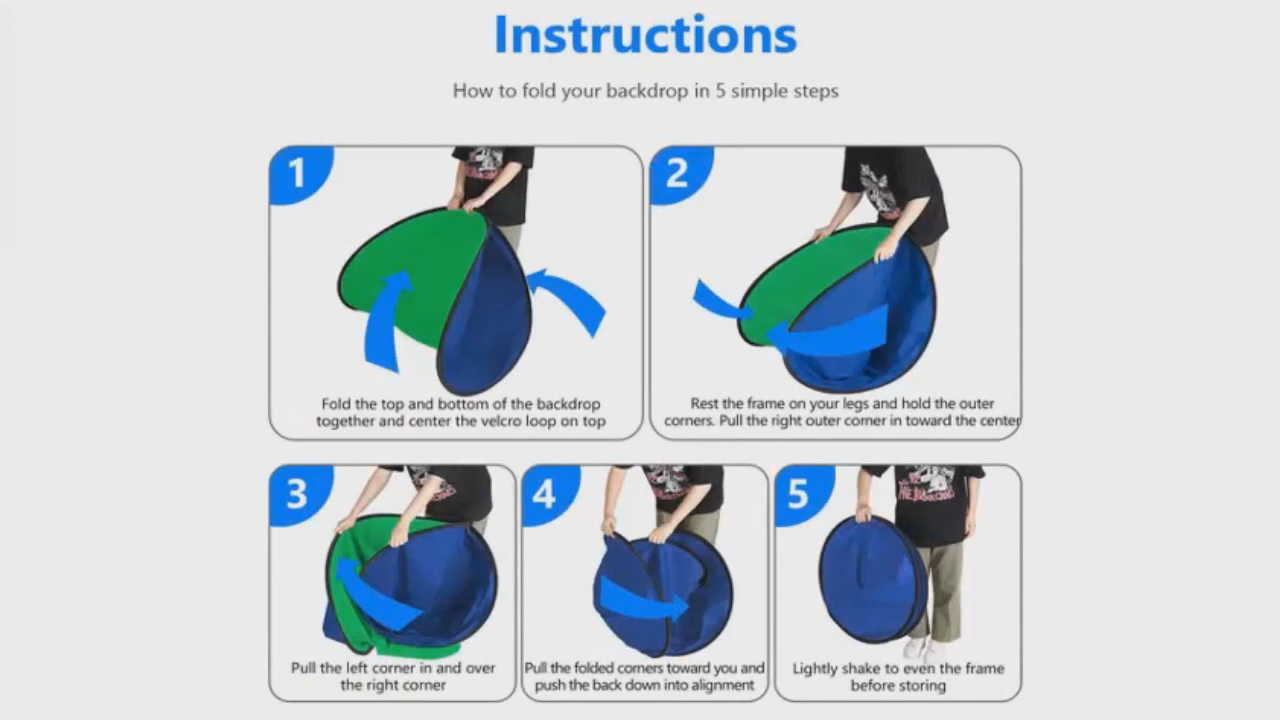 Instructions
How to fold your backdrop in 5 simple steps
1
2
Fold the top and bottom of the backdrop
together and center the velcro loop on top
Rest the frame on your legs and hold the outer
corners. Pull the right outer corner in toward the center
3
4
5
Pull the left corner in and over
the right corner
Pull the folded corners toward you and
push the back down into alignment
Lightly shake to even the frame
before storing